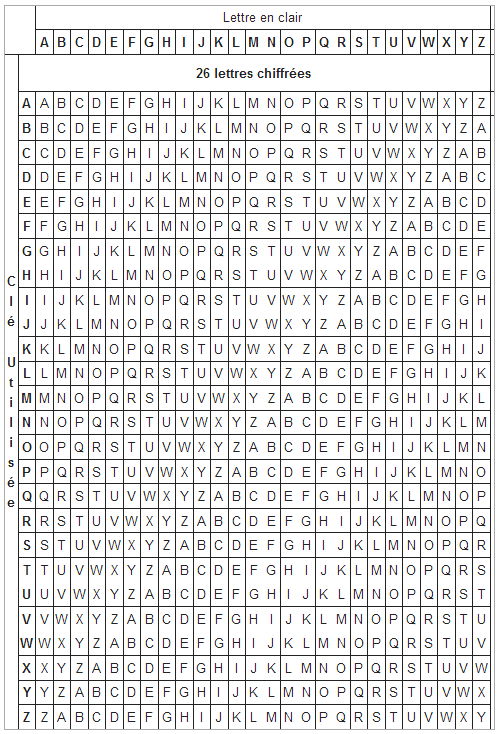 Lettre en clair
A B C D E F G H I J K L M N O P Q R S T U V W X Y Z
26 lettres chiffrées
Clé Utilisée
A A B C D E F G H I J K L M N O P Q R S T U V W X Y Z
B B C D E F G H I J K L M N O P Q R S T U V W X Y Z A
C C D E F G H I J K L M N O P Q R S T U V W X Y Z A B
D D E F G H I J K L M N O P Q R S T U V W X Y Z A B C
E E F G H I J K L M N O P Q R S T U V W X Y Z A B C D
F F G H I J K L M N O P Q R S T U V W X Y Z A B C D E
G G H I J K L M N O P Q R S T U V W X Y Z A B C D E F
H H I J K L M N O P Q R S T U V W X Y Z A B C D E F G
I I J K L M N O P Q R S T U V W X Y Z A B C D E F G H
J J K L M N O P Q R S T U V W X Y Z A B C D E F G H I
K K L M N O P Q R S T U V W X Y Z A B C D E F G H I J
L L M N O P Q R S T U V W X Y Z A B C D E F G H I J K
M M N O P Q R S T U V W X Y Z A B C D E F G H I J K L
N N O P Q R S T U V W X Y Z A B C D E F G H I J K L M
O O P Q R S T U V W X Y Z A B C D E F G H I J K L M N
P P Q R S T U V W X Y Z A B C D E F G H I J K L M N O
Q Q R S T U V W X Y Z A B C D E F G H I J K L M N O P
R R S T U V W X Y Z A B C D E F G H I J K L M N O P Q
S S T U V W X Y Z A B C D E F G H I J K L M N O P Q R
T T U V W X Y Z A B C D E F G H I J K L M N O P Q R S
U U V W X Y Z A B C D E F G H I J K L M N O P Q R S T
V V W X Y Z A B C D E F G H I J K L M N O P Q R S T U
W W X Y Z A B C D E F G H I J K L M N O P Q R S T U V
X X Y Z A B C D E F G H I J K L M N O P Q R S T U V W
Y Y Z A B C D E F G H I J K L M N O P Q R S T U V W X
Z Z A B C D E F G H I J K L M N O P Q R S T U V W X Y